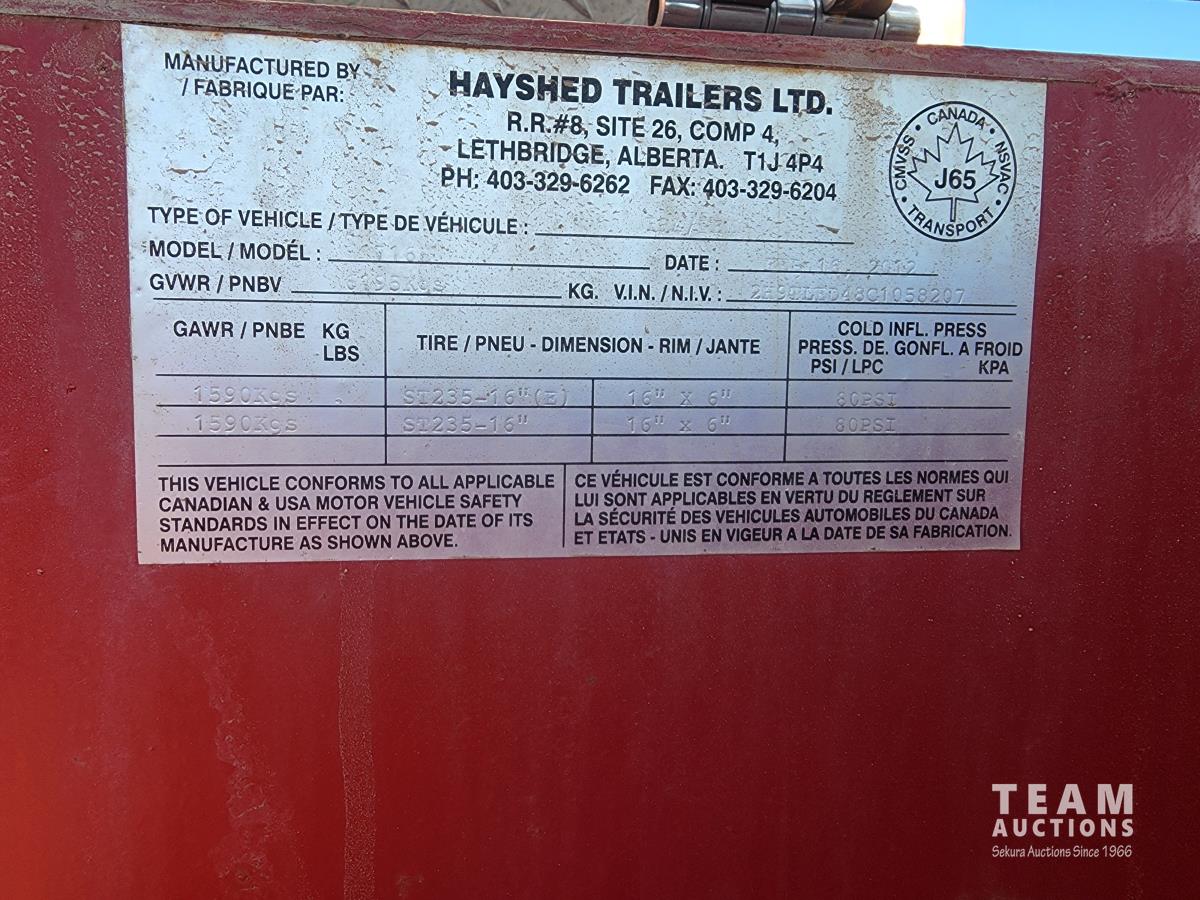 MANUFACTURED BY
/ FABRIQUE PAR:
HAYSHED TRAILERS LTD.
R.R.#8, SITE 26, COMP 4,
LETHBRIDGE, ALBERTA. T1J 4P4
PH: 403-329-6262 FAX: 403-329-6204
CMVSS • CANADA • NSVAC • TRANSPORT •
J65
TYPE OF VEHICLE / TYPE DE VÉHICULE :
MODEL / MODÉL : DATE : 2012
GVWR / PNBV KG. V.I.N. / N.I.V. :
GAWR / PNBE KG LBS
TIRE / PNEU - DIMENSION - RIM / JANTE
COLD INFL. PRESS
PRESS. DE. GONFL. A FROID
PSI / LPC KPA
1590Kgs ST235-16"(E) 16" x 6" 80PSI
1590Kgs ST235-16" 16" x 6" 80PSI
THIS VEHICLE CONFORMS TO ALL APPLICABLE
CANADIAN & USA MOTOR VEHICLE SAFETY
STANDARDS IN EFFECT ON THE DATE OF ITS
MANUFACTURE AS SHOWN ABOVE.
CE VÉHICULE EST CONFORME A TOUTES LES NORMES QUI
LUI SONT APPLICABLES EN VERTU DU REGLEMENT SUR
LA SÉCURITÉ DES VEHICULES AUTOMOBILES DU CANADA
ET ETATS - UNIS EN VIGEUR A LA DATE DE SA FABRICATION.
TEAM
AUCTIONS
Sekura Auctions Since 1966